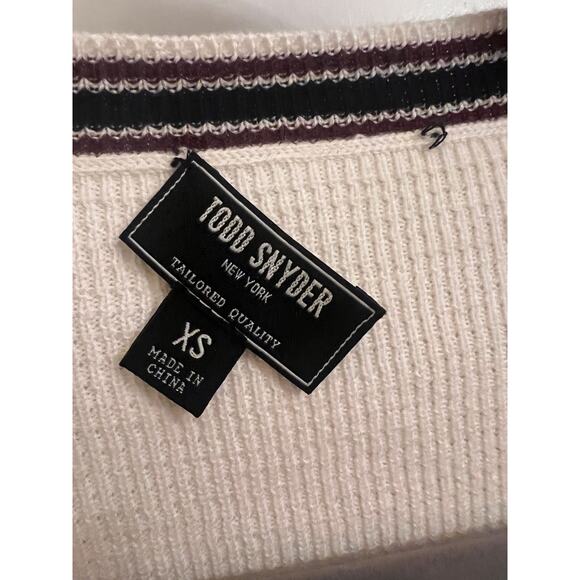 TODD SNYDER
NEW YORK
TAILORED QUALITY
XS
MADE IN
CHINA